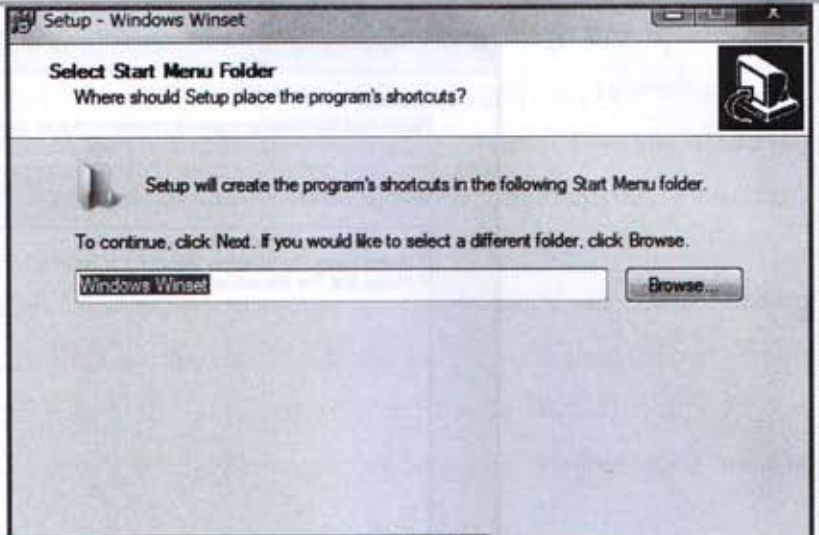 Setup - Windows Winset
Select Start Menu Folder
Where should Setup place the program's shortcuts?
Setup will create the program's shortcuts in the following Start Menu folder.
To continue, click Next. If you would like to select a different folder, click Browse.
Windows Winset
Browse...